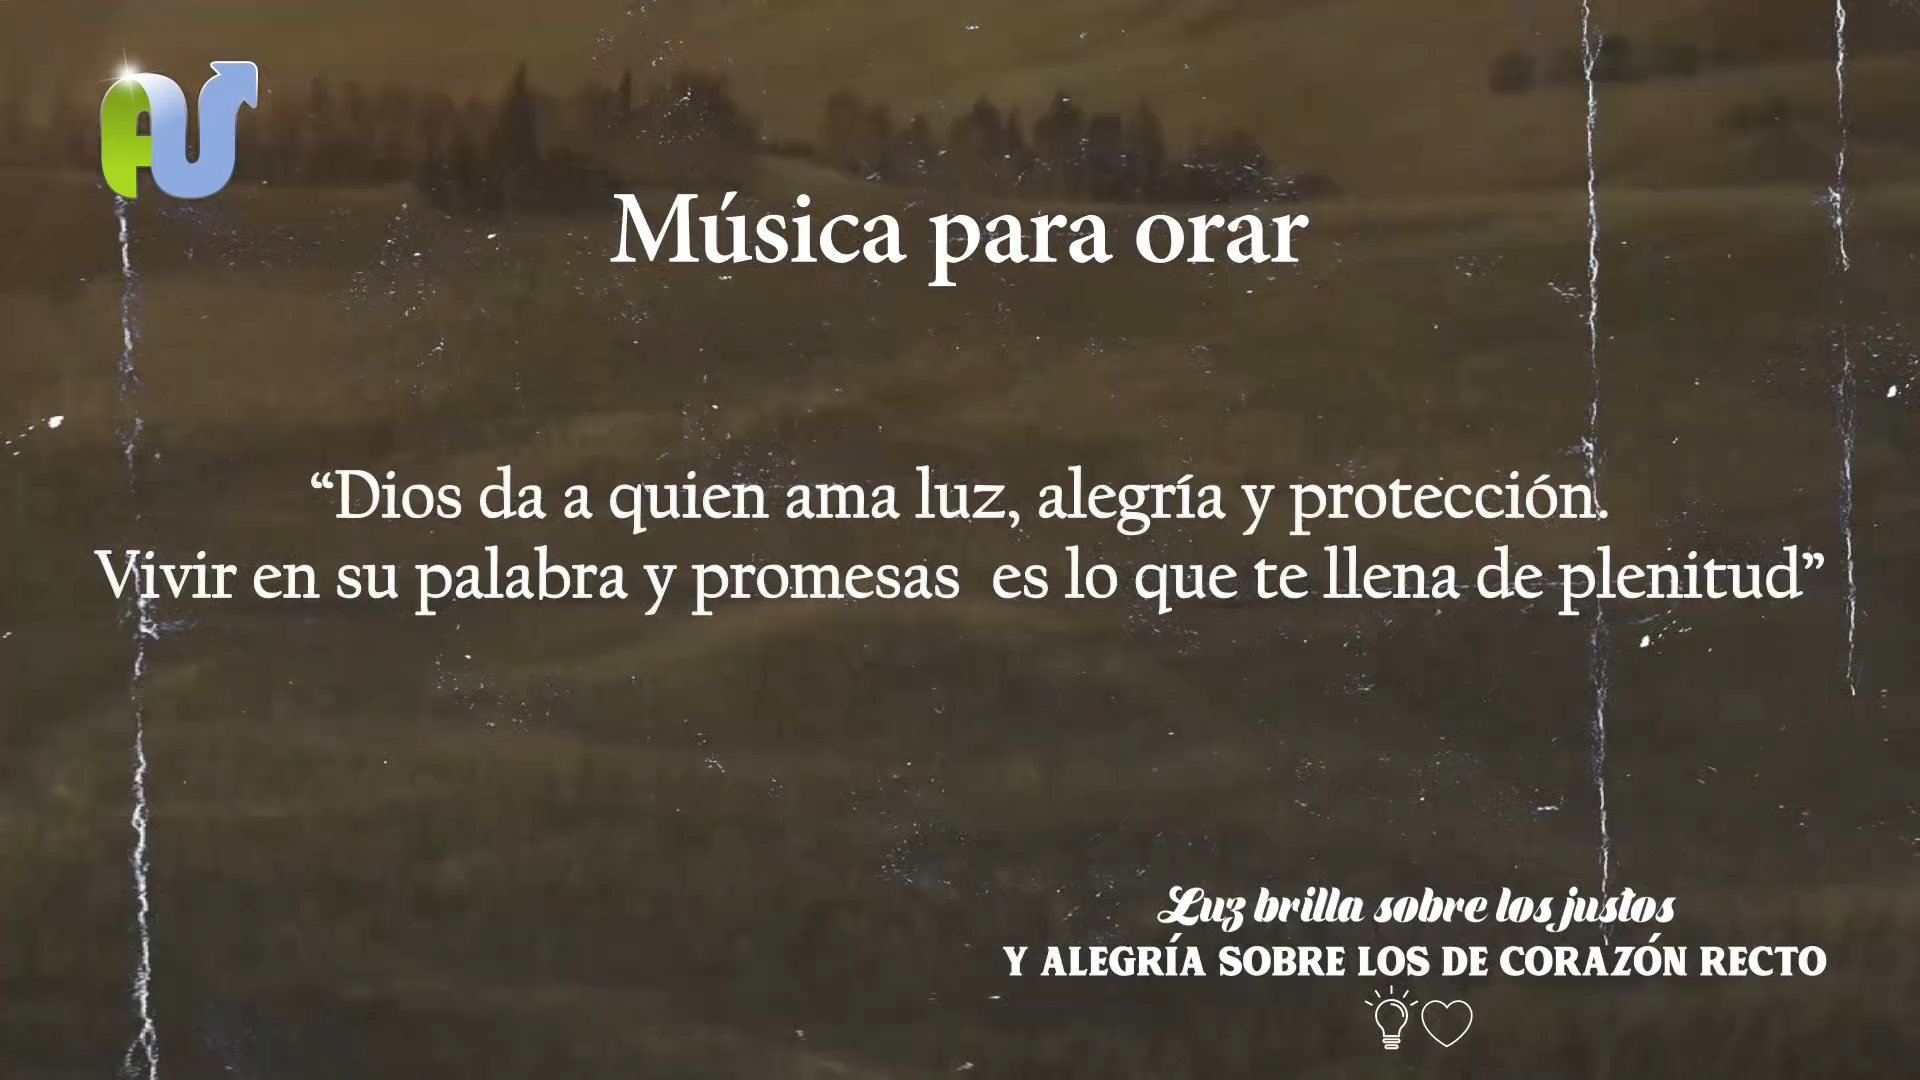 AU
Música para orar
“Dios da a quien ama luz, alegría y protección.
Vivir en su palabra y promesas  es lo que te llena de plenitud”
Luz brilla sobre los justos
Y ALEGRÍA SOBRE LOS DE CORAZÓN RECTO